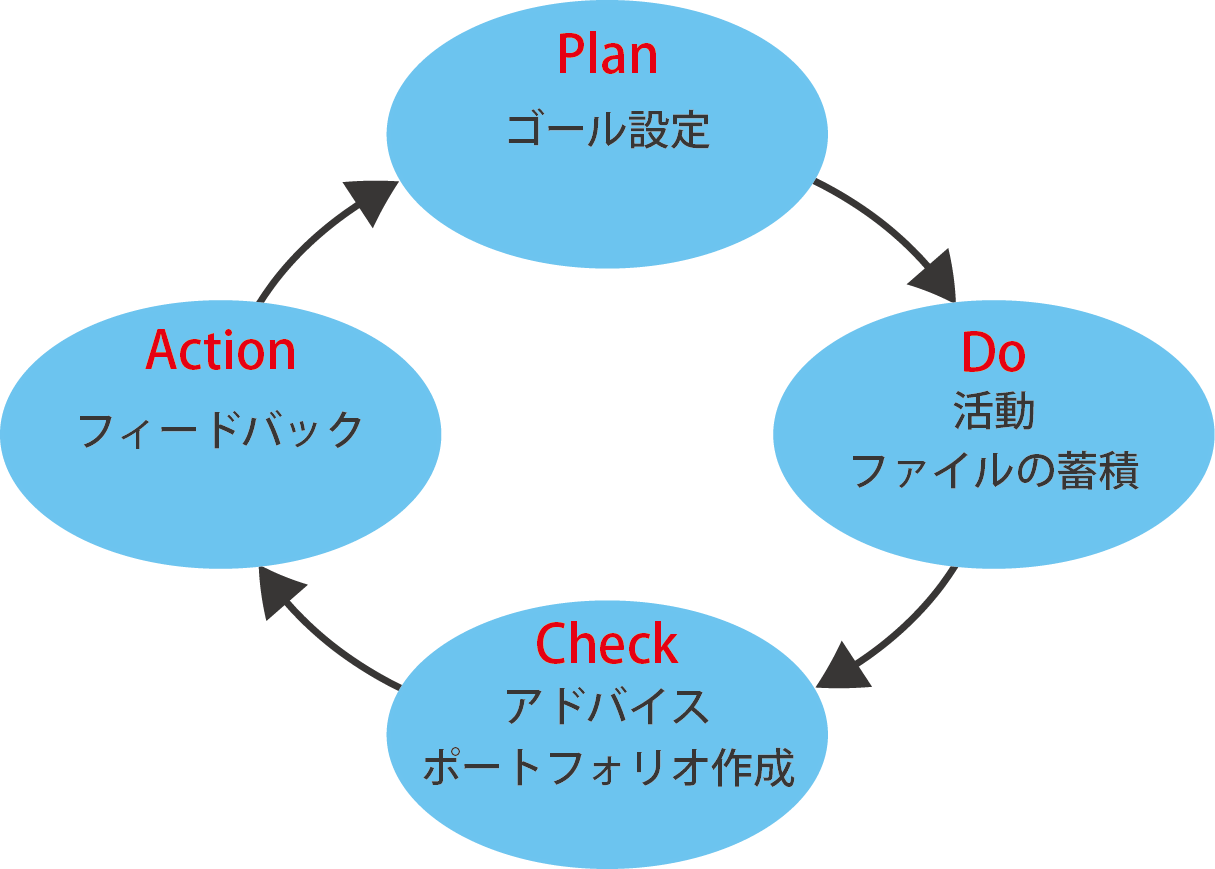 Plan
ゴール設定
Action
フィードバック
Do
活動
ファイルの蓄積
Check
アドバイス
ポートフォリオ作成